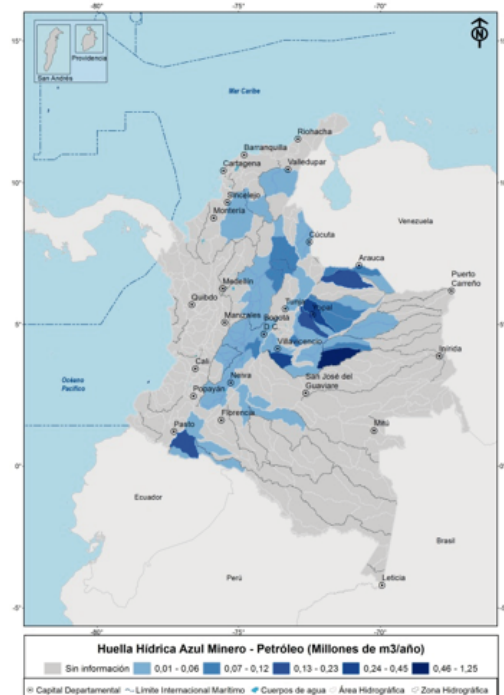 -80°
-75°
-70°
15°
San Andrés
Providencia
N
Mar Caribe
Riohacha
Barranquilla
Cartagena
Valledupar
10°
Sincelejo
Montería
Venezuela
Cúcuta
Arauca
Puerto
Carreño
Medellín
Quibdó
Tunja
Yopal
5°
Manizales
Bogotá
D.C.
Villavicencio
Inírida
Cali
Neiva
San José del
Guaviare
Océano
Pacífico
Popayán
Florencia
Pasto
Mitú
0°
Ecuador
Brasil
Perú
Leticia
-5°
-80°
-75°
-70°
Huella Hídrica Azul Minero - Petróleo (Millones de m3/año)
Sin información 0,01 - 0,06 0,07 - 0,12 0,13 - 0,23 0,24 - 0,45 0,46 - 1,25
Capital Departamental Límite Internacional Marítimo Cuerpos de agua Área Hidrográfica Zona Hidrográfica